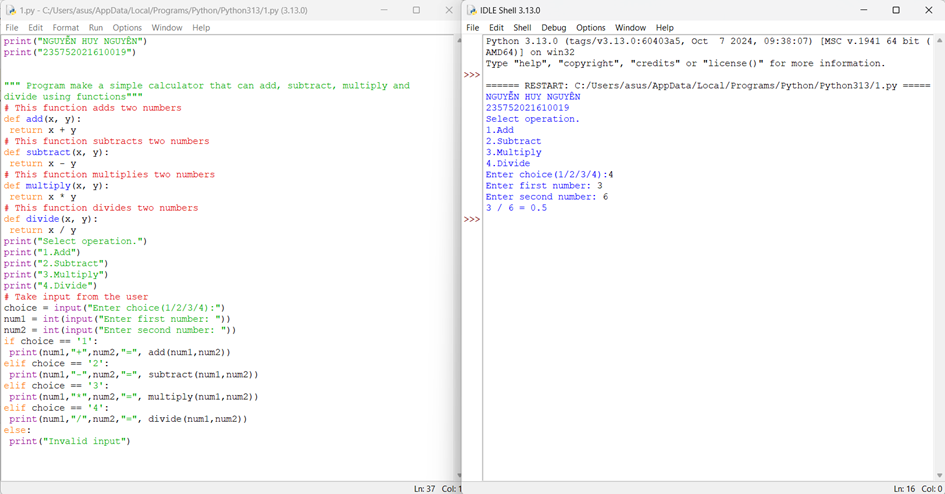 1.py - C:/Users/asus/AppData/Local/Programs/Python/Python313/1.py (3.13.0)
File Edit Format Run Options Window Help
print("NGUYỄN HUY NGUYÊN")
print("235752021610019")
""" Program make a simple calculator that can add, subtract, multiply and
divide using functions"""
# This function adds two numbers
def add(x, y):
return x + y
# This function subtracts two numbers
def subtract(x, y):
return x - y
# This function multiplies two numbers
def multiply(x, y):
return x * y
# This function divides two numbers
def divide(x, y):
return x / y
print("Select operation.")
print("1.Add")
print("2.Subtract")
print("3.Multiply")
print("4.Divide")
# Take input from the user
choice = input("Enter choice(1/2/3/4):")
num1 = int(input("Enter first number: "))
num2 = int(input("Enter second number: "))
if choice == '1':
print(num1,"+",num2,"=", add(num1,num2))
elif choice == '2':
print(num1,"-",num2,"=", subtract(num1,num2))
elif choice == '3':
print(num1,"*",num2,"=", multiply(num1,num2))
elif choice == '4':
print(num1,"/",num2,"=", divide(num1,num2))
else:
print("Invalid input")
Ln: 37 Col: 1
IDLE Shell 3.13.0
File Edit Shell Debug Options Window Help
Python 3.13.0 (tags/v3.13.0:60403a5, Oct  7 2024, 09:38:07) [MSC v.1941 64 bit (
AMD64)] on win32
Type "help", "copyright", "credits" or "license()" for more information.
>>>
====== RESTART: C:/Users/asus/AppData/Local/Programs/Python/Python313/1.py =====
NGUYỄN HUY NGUYÊN
235752021610019
Select operation.
1.Add
2.Subtract
3.Multiply
4.Divide
Enter choice(1/2/3/4):4
Enter first number: 3
Enter second number: 6
3 / 6 = 0.5
>>>
Ln: 16 Col: 0